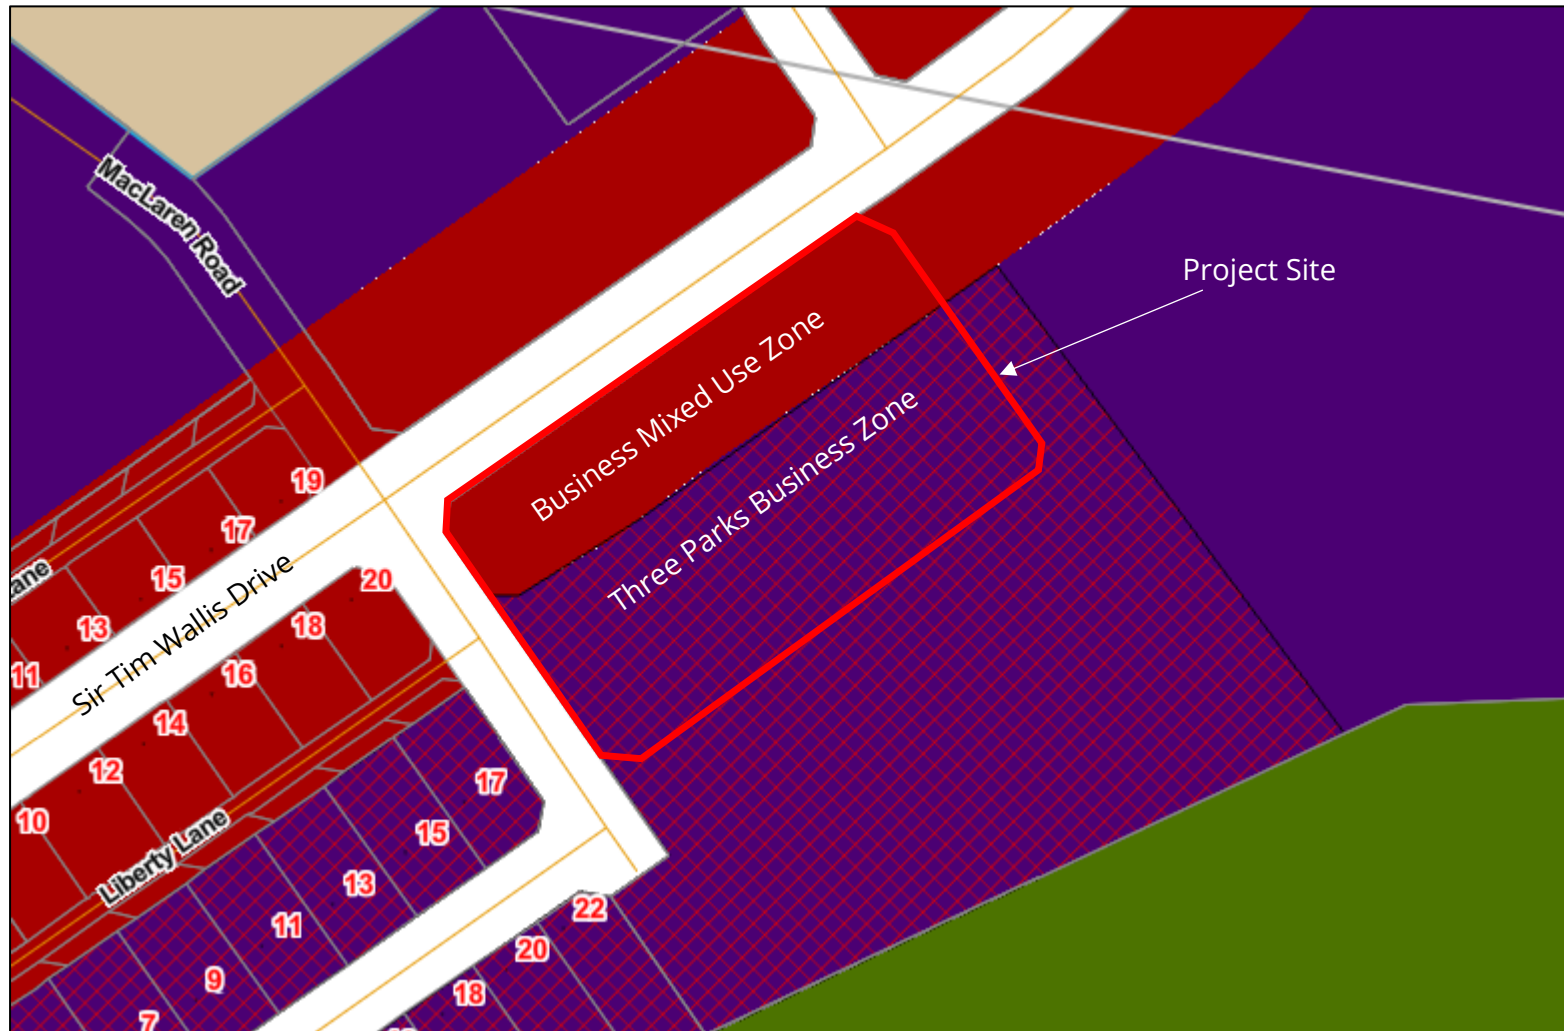 MacLaren Road
Project Site
Business Mixed Use Zone
Three Parks Business Zone
19
17
15
13
11
Lane
Sir Tim Wallis Drive
20
18
16
14
12
10
Liberty Lane
17
15
13
11
9
7
22
20
18